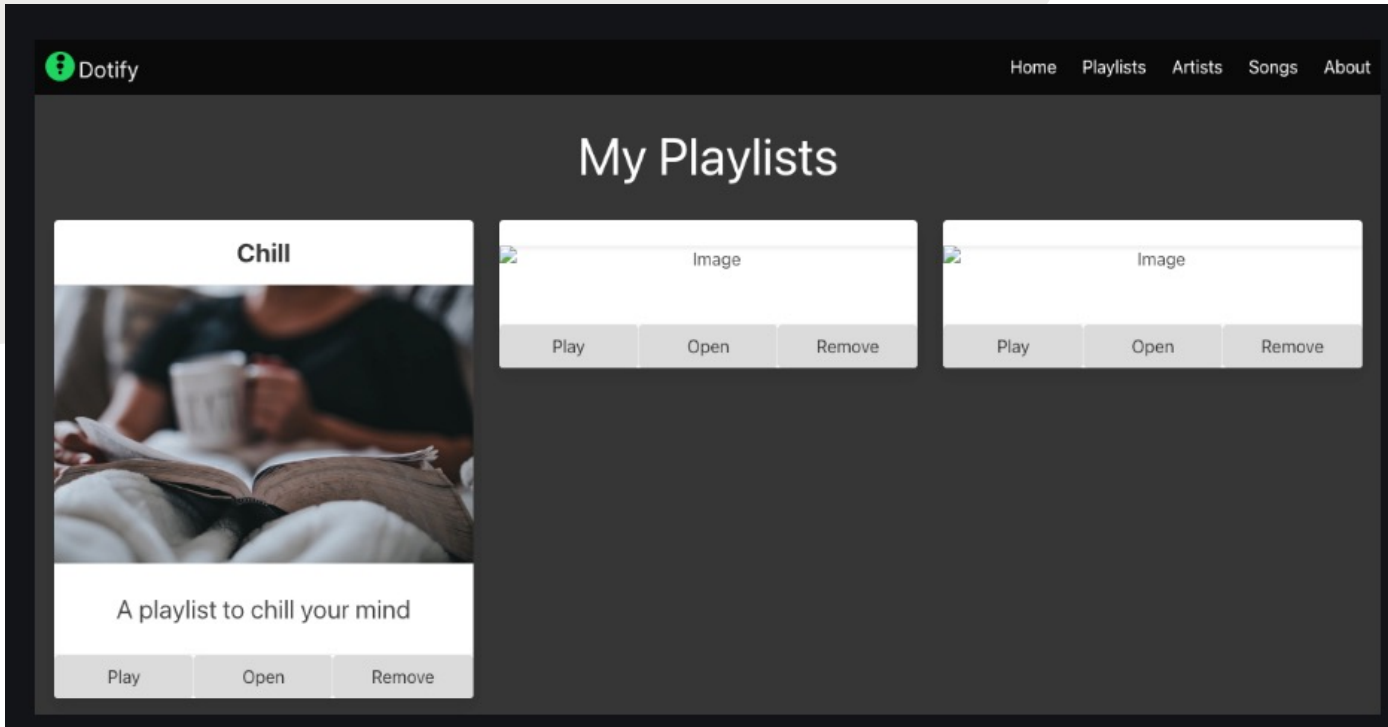 Dotify
Home Playlists Artists Songs About
My Playlists
Chill
A playlist to chill your mind
Play Open Remove
Image
Play Open Remove
Image
Play Open Remove